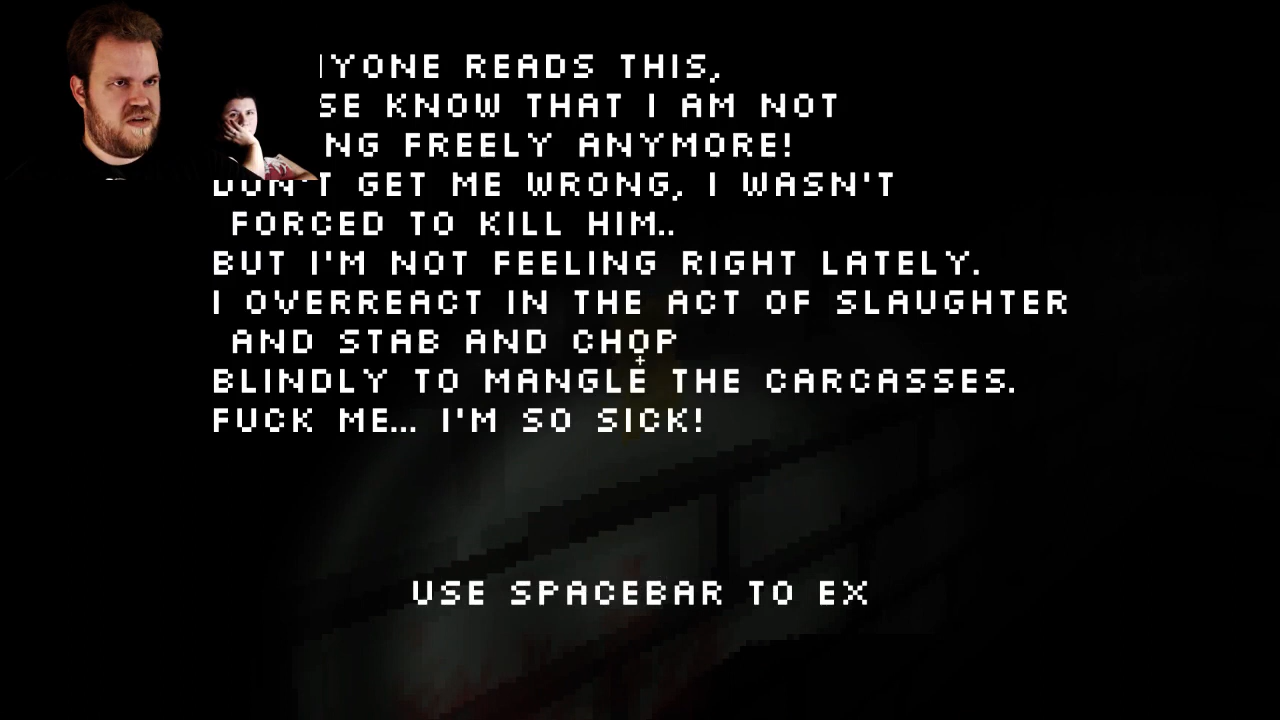 YONE READS THIS,
SE KNOW THAT I AM NOT
NG FREELY ANYMORE!
DON'T GET ME WRONG, I WASN'T
FORCED TO KILL HIM..
BUT I'M NOT FEELING RIGHT LATELY.
I OVERREACT IN THE ACT OF SLAUGHTER
AND STAB AND CHOP
BLINDLY TO MANGLE THE CARCASSES.
FUCK ME... I'M SO SICK!
USE SPACEBAR TO EX